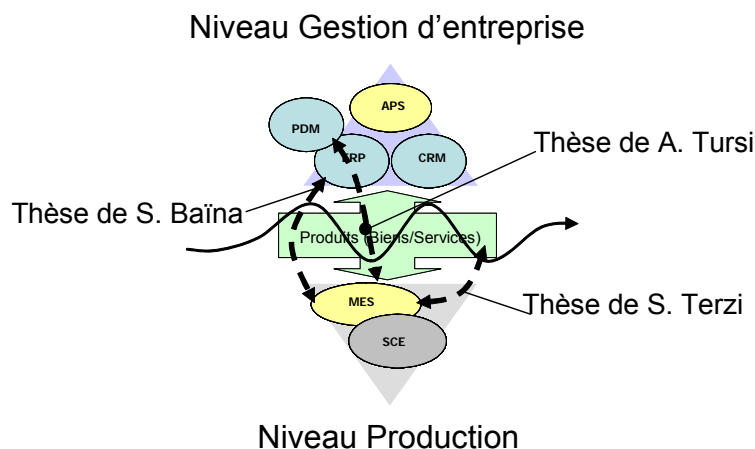 Niveau Gestion d'entreprise
APS
PDM
ERP
CRM
Thèse de A. Tursi
Thèse de S. Baïna
Produits (Biens/Services)
MES
Thèse de S. Terzi
SCE
Niveau Production